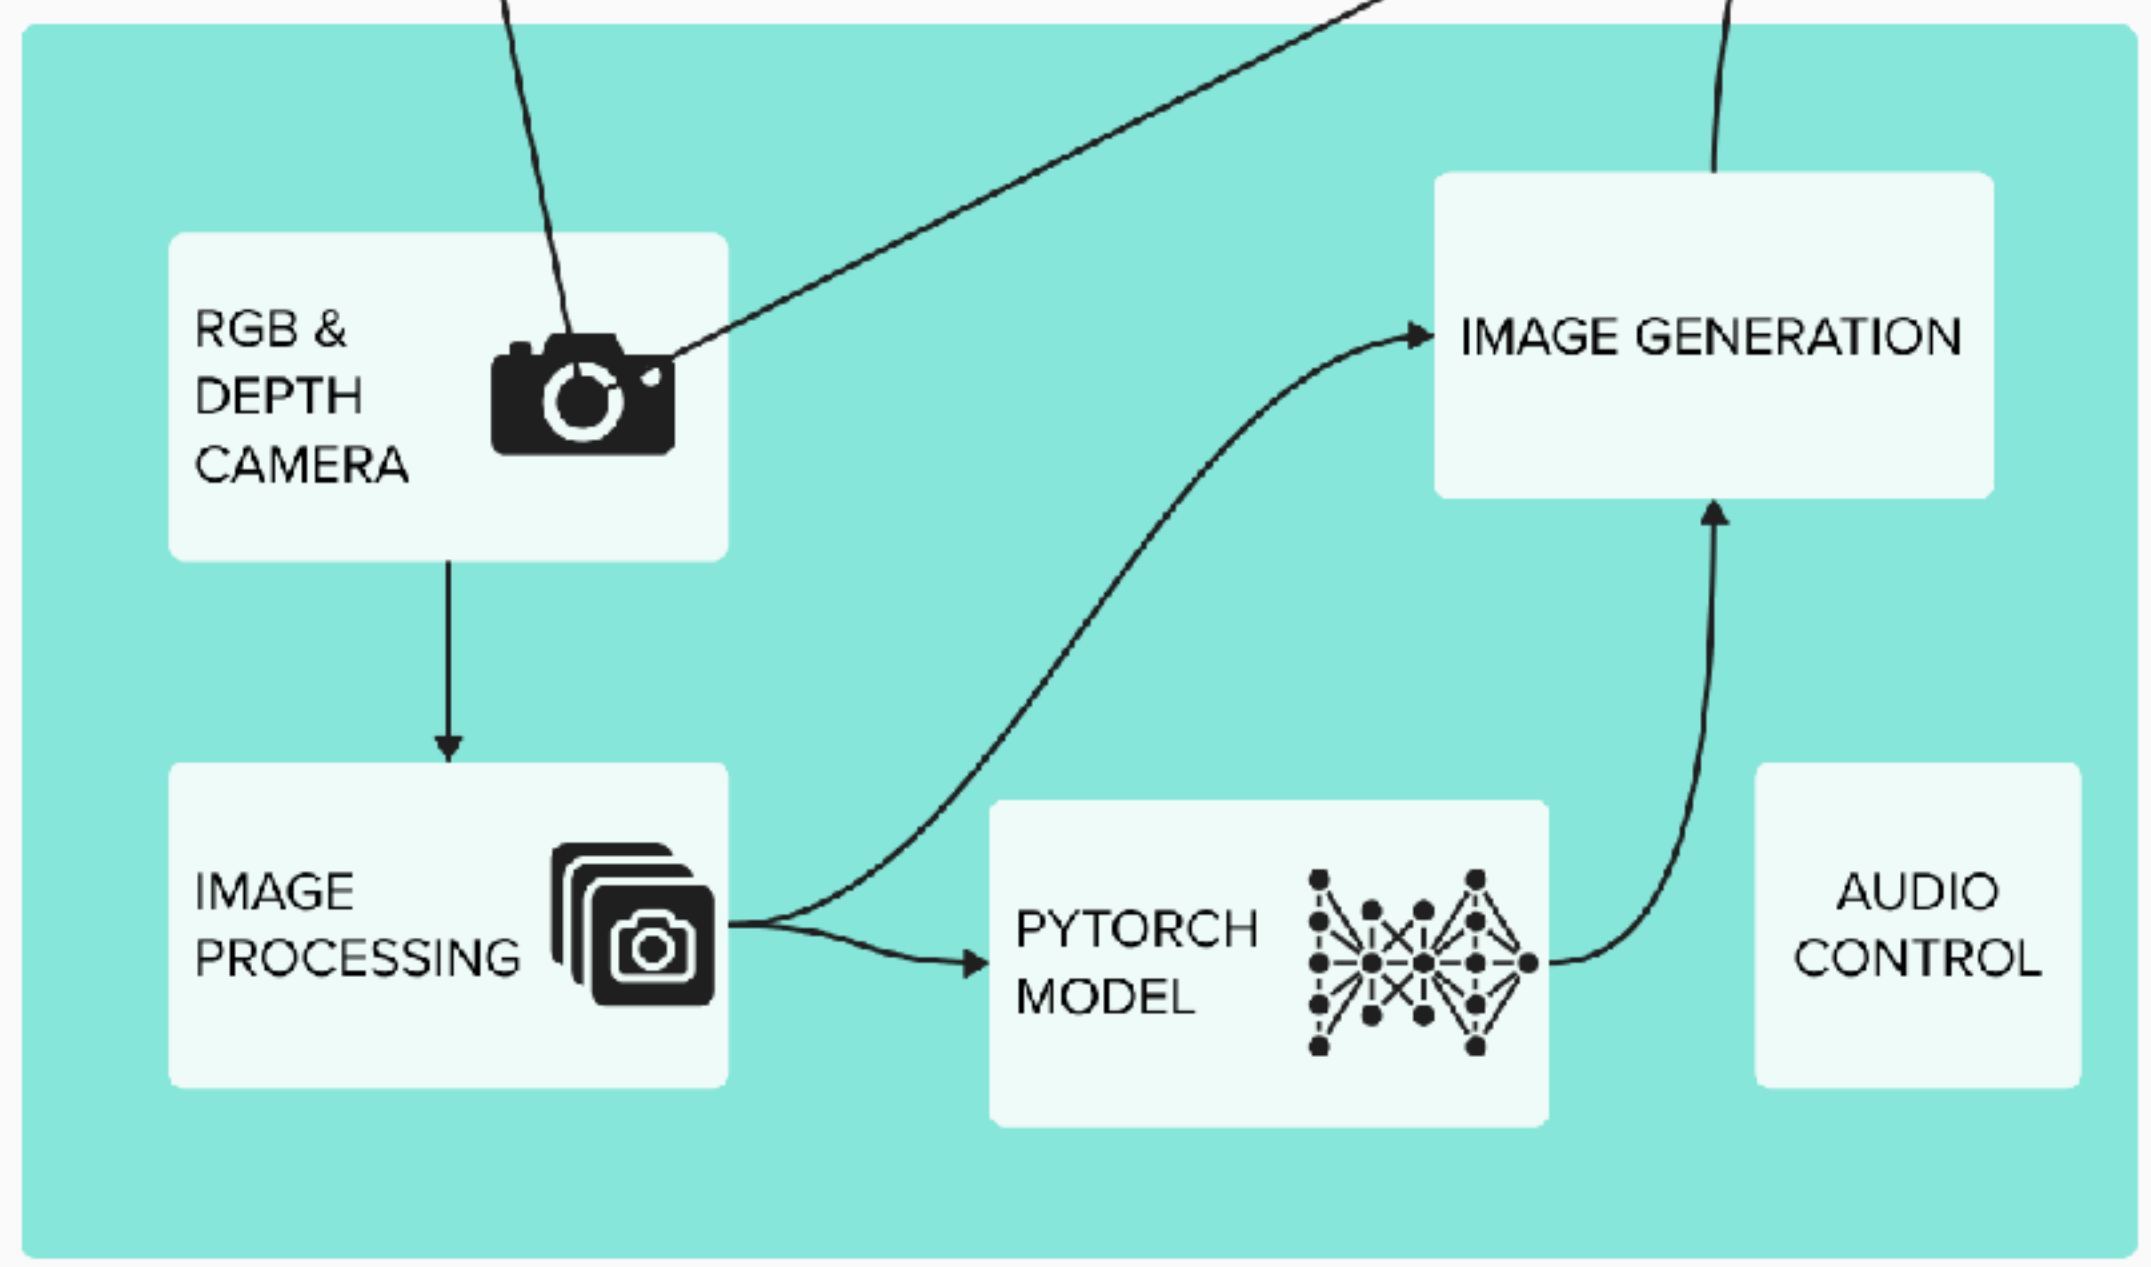 RGB &
DEPTH
CAMERA
IMAGE GENERATION
IMAGE
PROCESSING
PYTORCH
MODEL
AUDIO
CONTROL